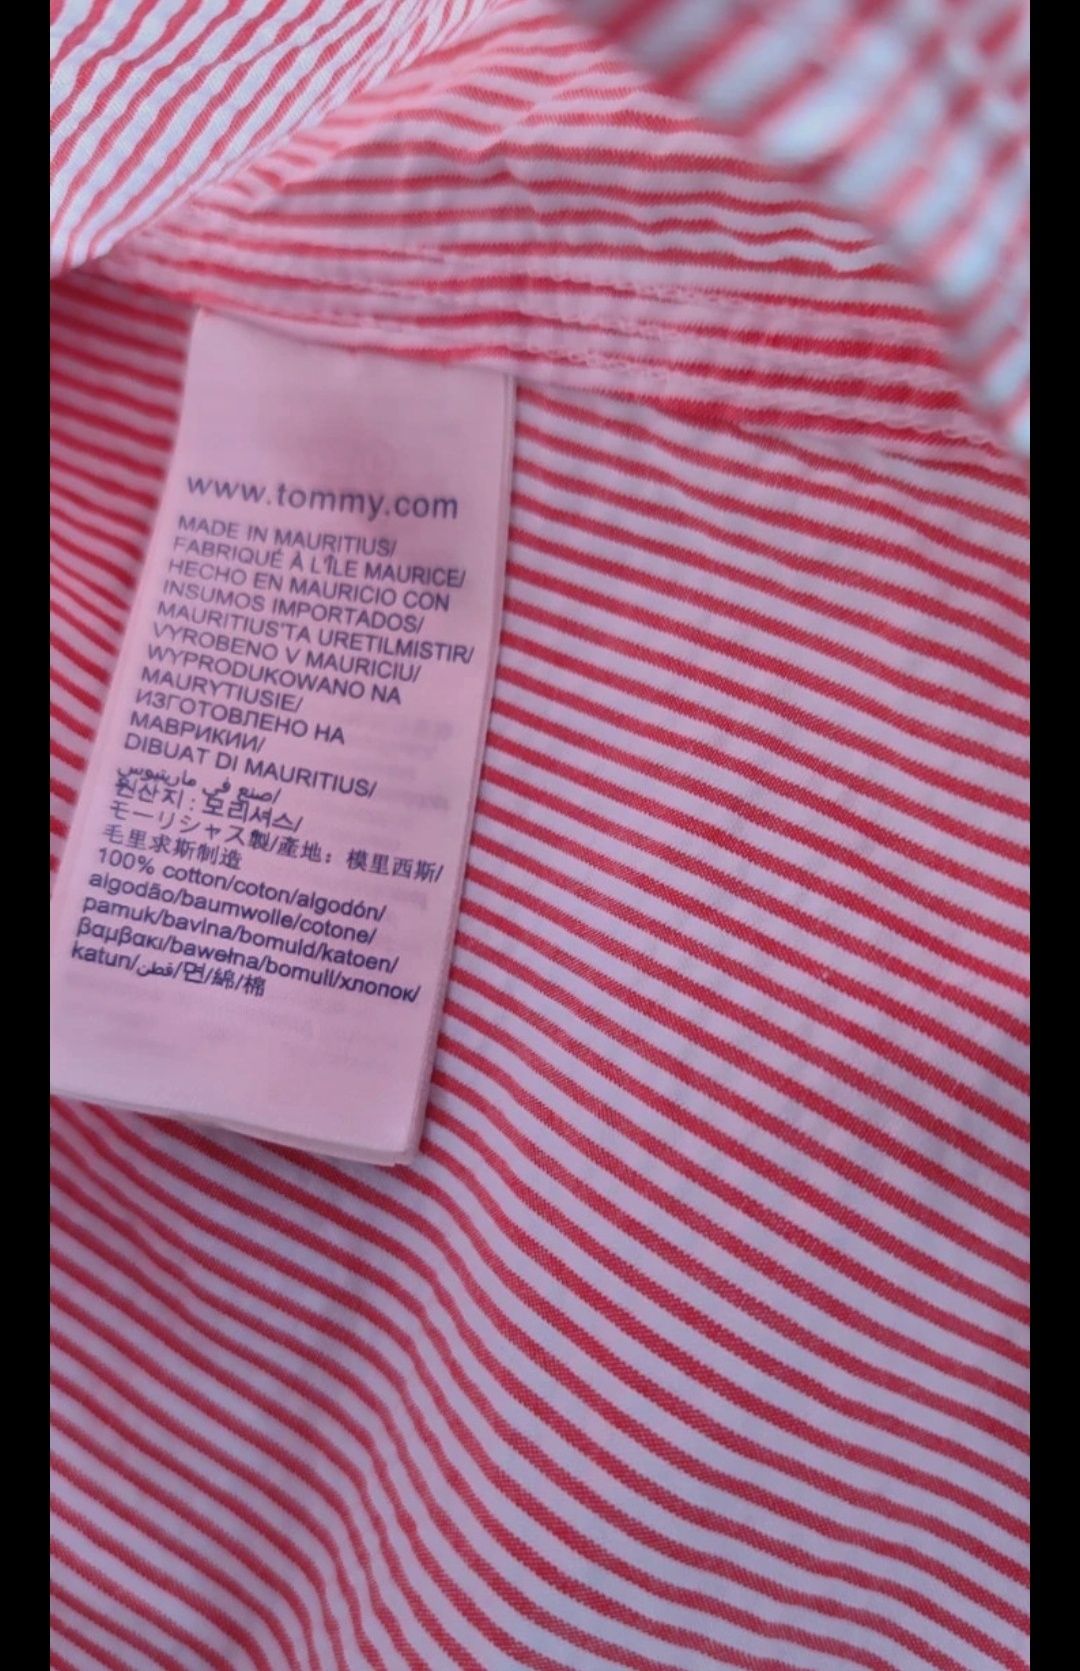 www.tommy.com
MADE IN MAURITIUS/
FABRIQUÉ À L'ÎLE MAURICE/
HECHO EN MAURICIO CON
INSUMOS IMPORTADOS/
MAURITIUS'TA URETILMISTIR/
VYROBENO V MAURICIU/
WYPRODUKOWANO NA
MAURYTIUSIE/
ИЗГОТОВЛЕНО НА
МАВРИКИИ/
DIBUAT DI MAURITIUS/
صنع في ماريتيوس/
원산지 : 모리셔스/
モーリシャス製/產地：模里西斯/
毛里求斯制造
100% cotton/coton/algodón/
algodão/baumwolle/cotone/
pamuk/bavlna/bomuld/katoen/
βαμβακι/bawełna/bomull/хлопок/
katun/قطن/면/綿/棉